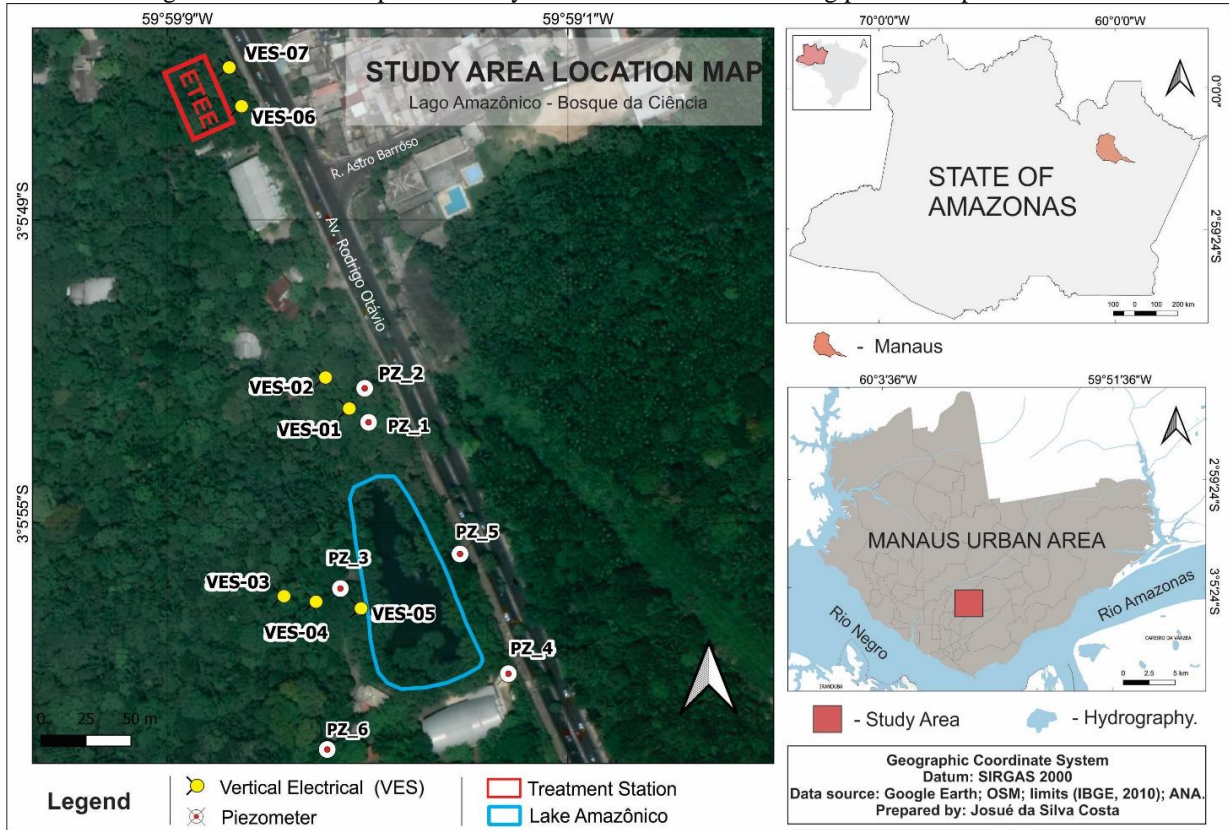 59°59'9"W
59°59'1"W
3°5'49"S
3°5'55"S
STUDY AREA LOCATION MAP
Lago Amazônico - Bosque da Ciência
VES-07
ETEE
VES-06
R. Astro Barrôso
Av. Rodrigo Otávio
VES-02
PZ_2
VES-01
PZ_1
PZ_5
PZ_3
VES-03
VES-05
VES-04
PZ_4
PZ_6
0 25 50 m
Legend
Vertical Electrical (VES)
Piezometer
Treatment Station
Lake Amazônico
70°0'0"W
60°0'0"W
0°0'0"
2°59'24"S
STATE OF
AMAZONAS
100 0 100 200 km
- Manaus
60°3'36"W
59°51'36"W
2°59'24"S
3°5'24"S
MANAUS URBAN AREA
Rio Negro
Rio Amazonas
CAREIRO DA VÁRZEA
IRANDUBA
0 2.5 5 km
- Study Area
- Hydrography.
Geographic Coordinate System
Datum: SIRGAS 2000
Data source: Google Earth; OSM; limits (IBGE, 2010); ANA.
Prepared by: Josué da Silva Costa